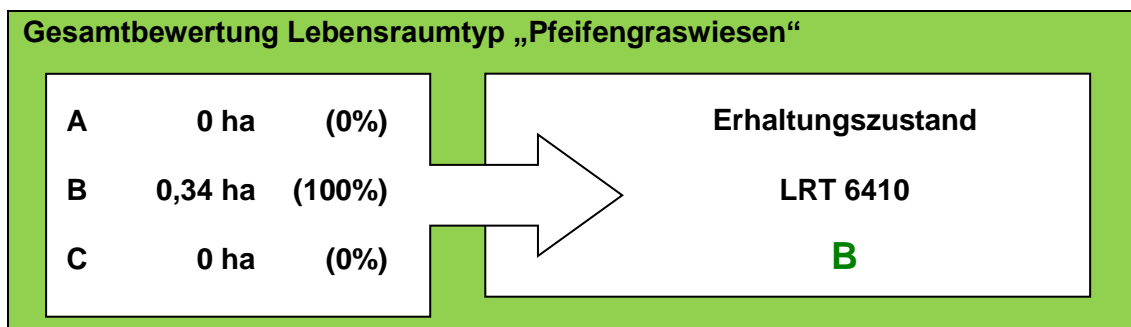 Gesamtbewertung Lebensraumtyp „Pfeifengraswiesen“
A 0 ha (0%)
B 0,34 ha (100%)
C 0 ha (0%)
Erhaltungszustand
LRT 6410
B